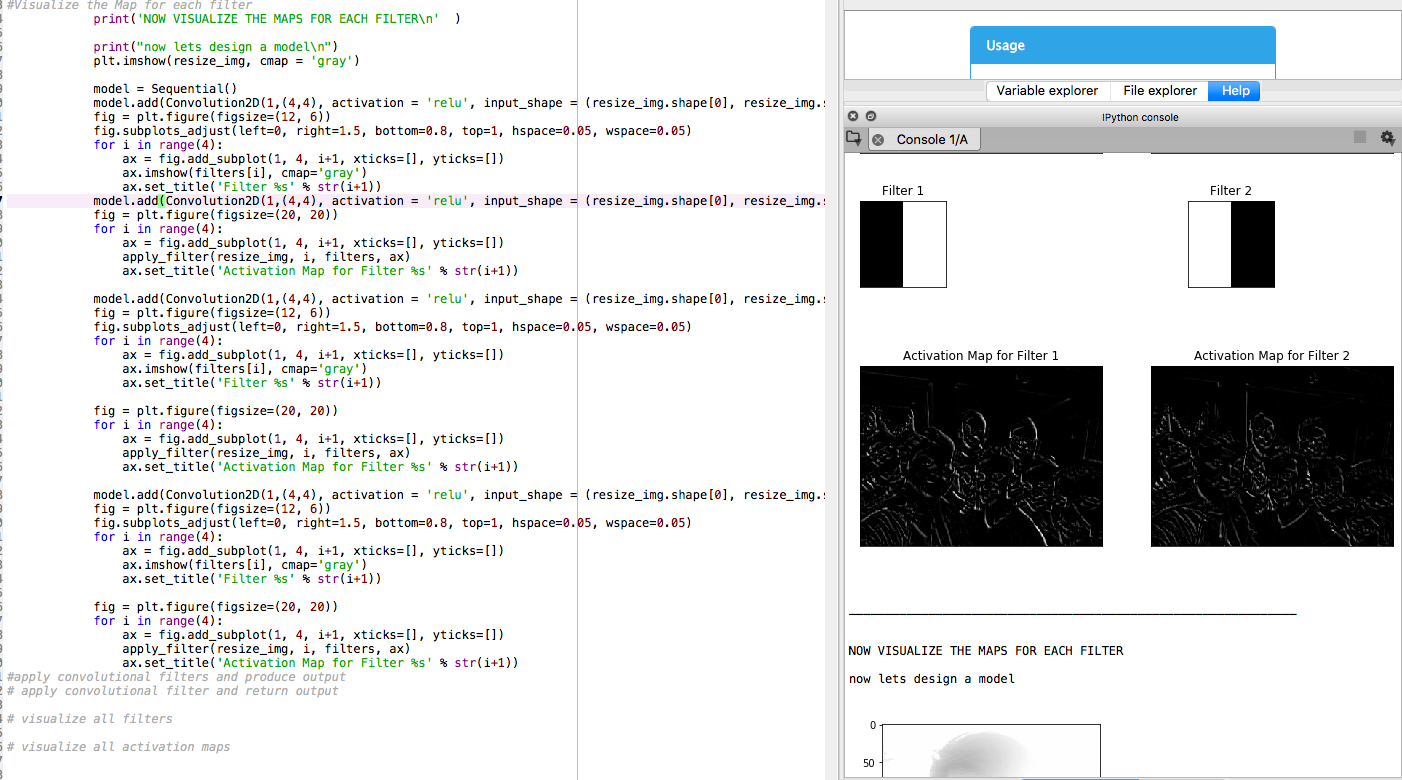 #Visualize the Map for each filter
print('NOW VISUALIZE THE MAPS FOR EACH FILTER\n'  )
print("now lets design a model\n")
plt.imshow(resize_img, cmap = 'gray')
model = Sequential()
model.add(Convolution2D(1,(4,4), activation = 'relu', input_shape = (resize_img.shape[0], resize_img.s
fig = plt.figure(figsize=(12, 6))
fig.subplots_adjust(left=0, right=1.5, bottom=0.8, top=1, hspace=0.05, wspace=0.05)
for i in range(4):
    ax = fig.add_subplot(1, 4, i+1, xticks=[], yticks=[])
    ax.imshow(filters[i], cmap='gray')
    ax.set_title('Filter %s' % str(i+1))
model.add(Convolution2D(1,(4,4), activation = 'relu', input_shape = (resize_img.shape[0], resize_img.s
fig = plt.figure(figsize=(20, 20))
for i in range(4):
    ax = fig.add_subplot(1, 4, i+1, xticks=[], yticks=[])
    apply_filter(resize_img, i, filters, ax)
    ax.set_title('Activation Map for Filter %s' % str(i+1))
model.add(Convolution2D(1,(4,4), activation = 'relu', input_shape = (resize_img.shape[0], resize_img.s
fig = plt.figure(figsize=(12, 6))
fig.subplots_adjust(left=0, right=1.5, bottom=0.8, top=1, hspace=0.05, wspace=0.05)
for i in range(4):
    ax = fig.add_subplot(1, 4, i+1, xticks=[], yticks=[])
    ax.imshow(filters[i], cmap='gray')
    ax.set_title('Filter %s' % str(i+1))
fig = plt.figure(figsize=(20, 20))
for i in range(4):
    ax = fig.add_subplot(1, 4, i+1, xticks=[], yticks=[])
    apply_filter(resize_img, i, filters, ax)
    ax.set_title('Activation Map for Filter %s' % str(i+1))
model.add(Convolution2D(1,(4,4), activation = 'relu', input_shape = (resize_img.shape[0], resize_img.s
fig = plt.figure(figsize=(12, 6))
fig.subplots_adjust(left=0, right=1.5, bottom=0.8, top=1, hspace=0.05, wspace=0.05)
for i in range(4):
    ax = fig.add_subplot(1, 4, i+1, xticks=[], yticks=[])
    ax.imshow(filters[i], cmap='gray')
    ax.set_title('Filter %s' % str(i+1))
fig = plt.figure(figsize=(20, 20))
for i in range(4):
    ax = fig.add_subplot(1, 4, i+1, xticks=[], yticks=[])
    apply_filter(resize_img, i, filters, ax)
    ax.set_title('Activation Map for Filter %s' % str(i+1))
#apply convolutional filters and produce output
# apply convolutional filter and return output
# visualize all filters
# visualize all activation maps
Usage
Variable explorer File explorer Help
IPython console
Console 1/A
Filter 1 Filter 2
Activation Map for Filter 1 Activation Map for Filter 2
NOW VISUALIZE THE MAPS FOR EACH FILTER
now lets design a model
0
50